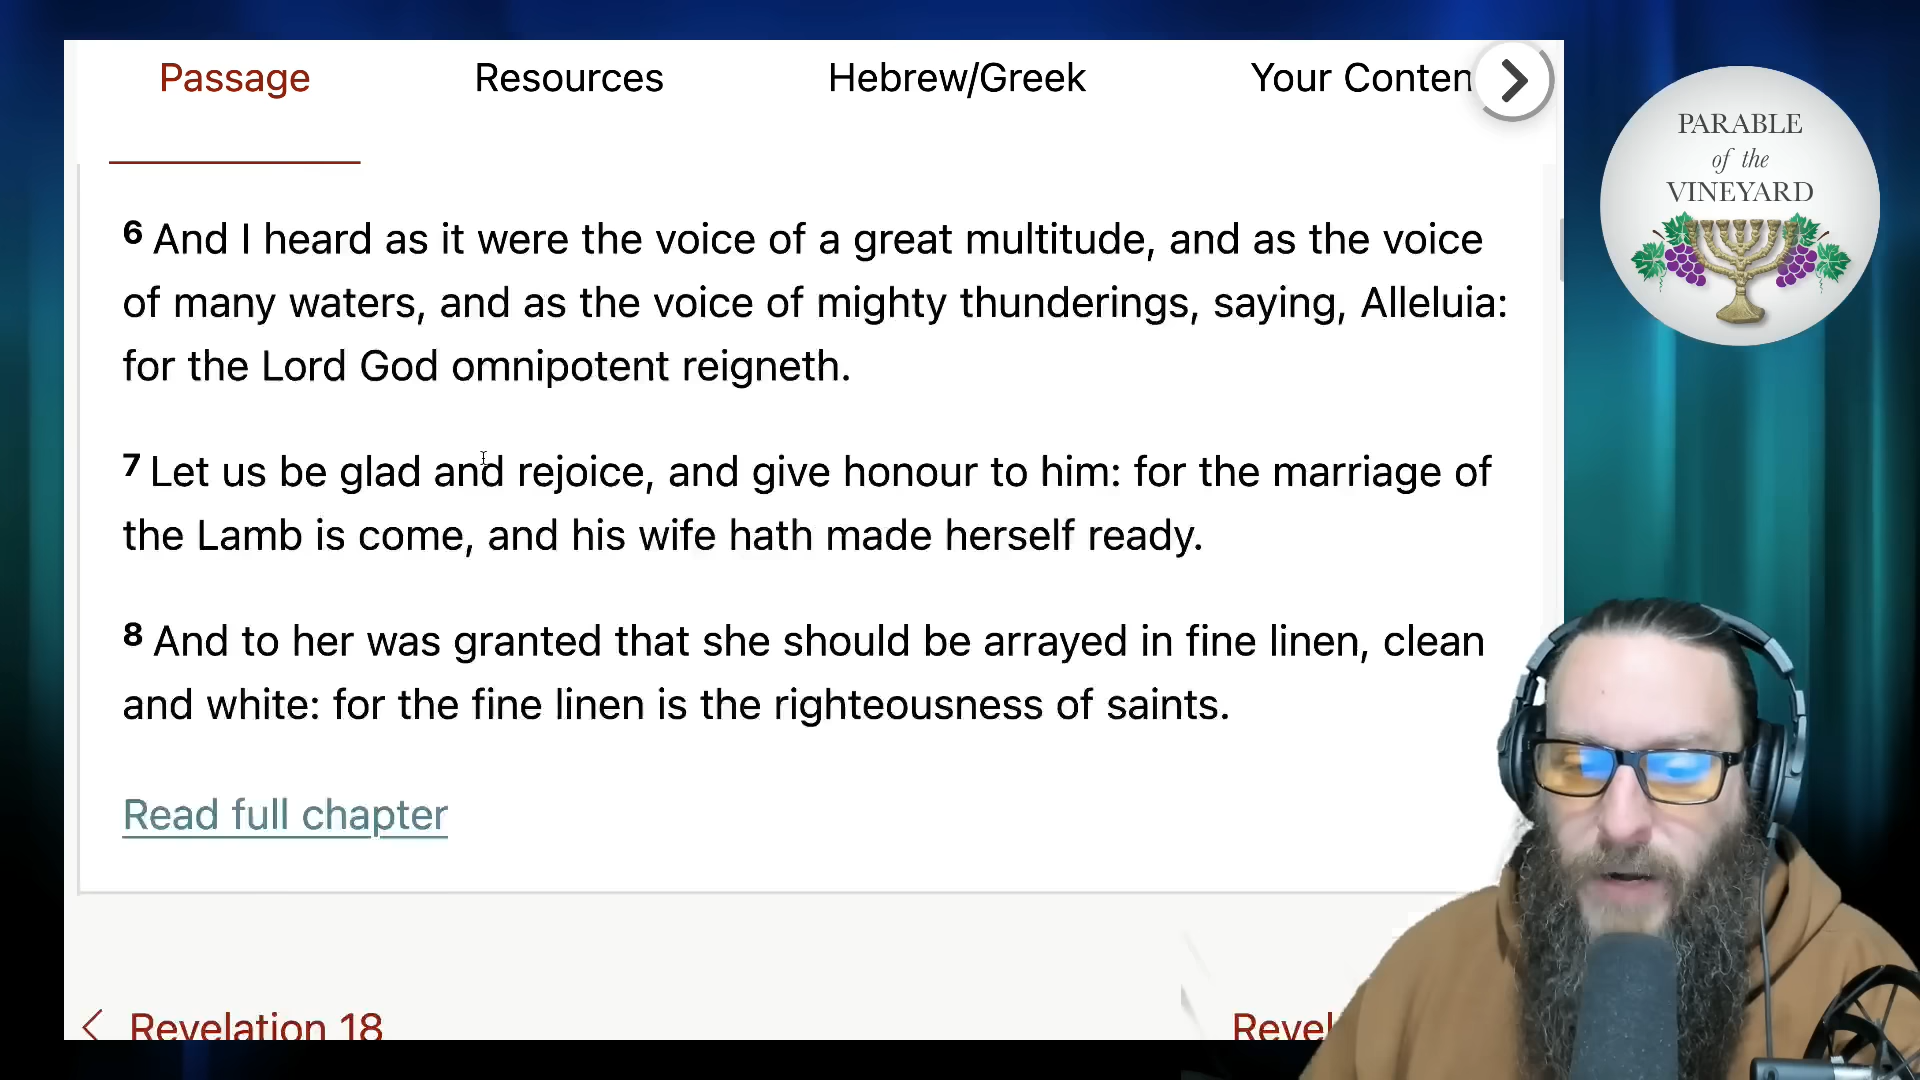 Passage Resources Hebrew/Greek Your Conten
PARABLE
of the
VINEYARD
6 And I heard as it were the voice of a great multitude, and as the voice
of many waters, and as the voice of mighty thunderings, saying, Alleluia:
for the Lord God omnipotent reigneth.
7 Let us be glad and rejoice, and give honour to him: for the marriage of
the Lamb is come, and his wife hath made herself ready.
8 And to her was granted that she should be arrayed in fine linen, clean
and white: for the fine linen is the righteousness of saints.
Read full chapter
Revelation 18 Revel